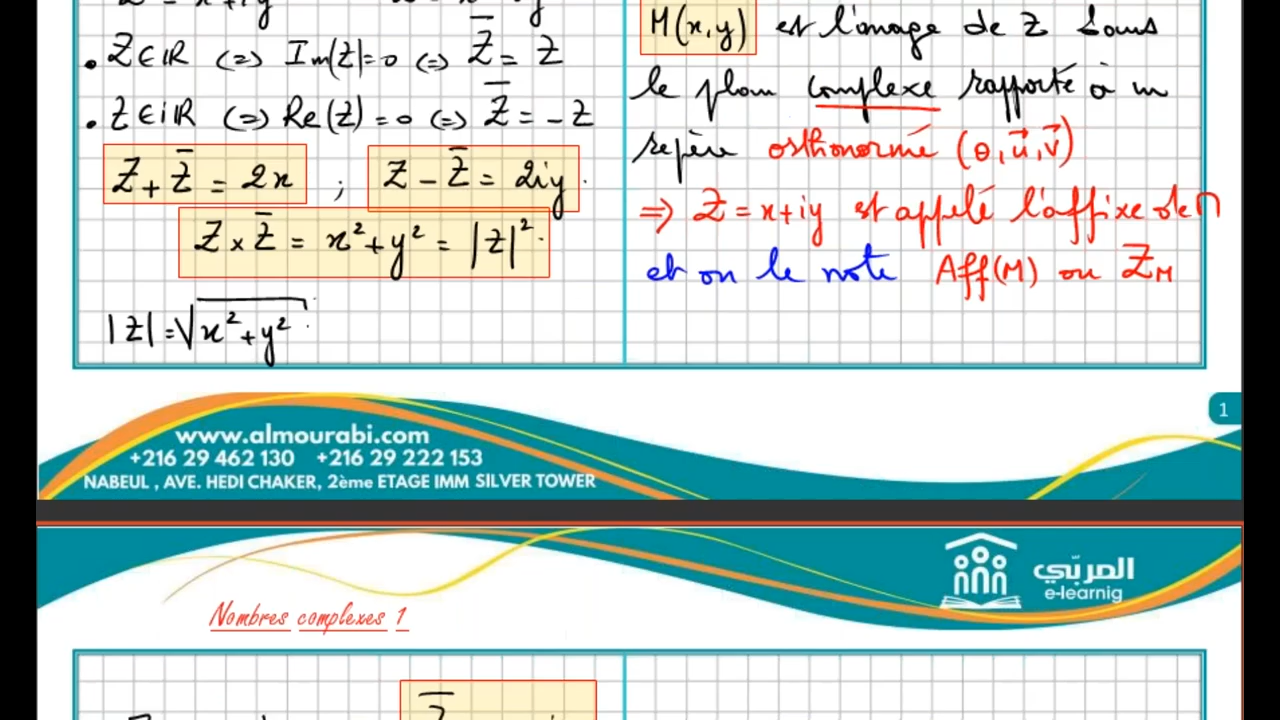 Z = x+iy
• Z∈ℝ ⇔ Im(Z)=0 ⇔ Z̅ = Z
• Z∈iℝ ⇔ Re(Z)=0 ⇔ Z̅ = -Z
Z + Z̅ = 2x ; Z - Z̅ = 2iy.
Z × Z̅ = x² + y² = |Z|².
|Z| = √(x² + y²)
M(x,y) est l'image de Z dans
le plan complexe rapporté à un
repère orthonormé (O, u⃗, v⃗)
⇒ Z = x+iy est appelé l'affixe de M
et on le note Aff(M) ou Z_M
1
www.almourabi.com
+216 29 462 130 +216 29 222 153
NABEUL , AVE. HEDI CHAKER, 2ème ETAGE IMM SILVER TOWER
المربّي
e-learnig
Nombres complexes 1